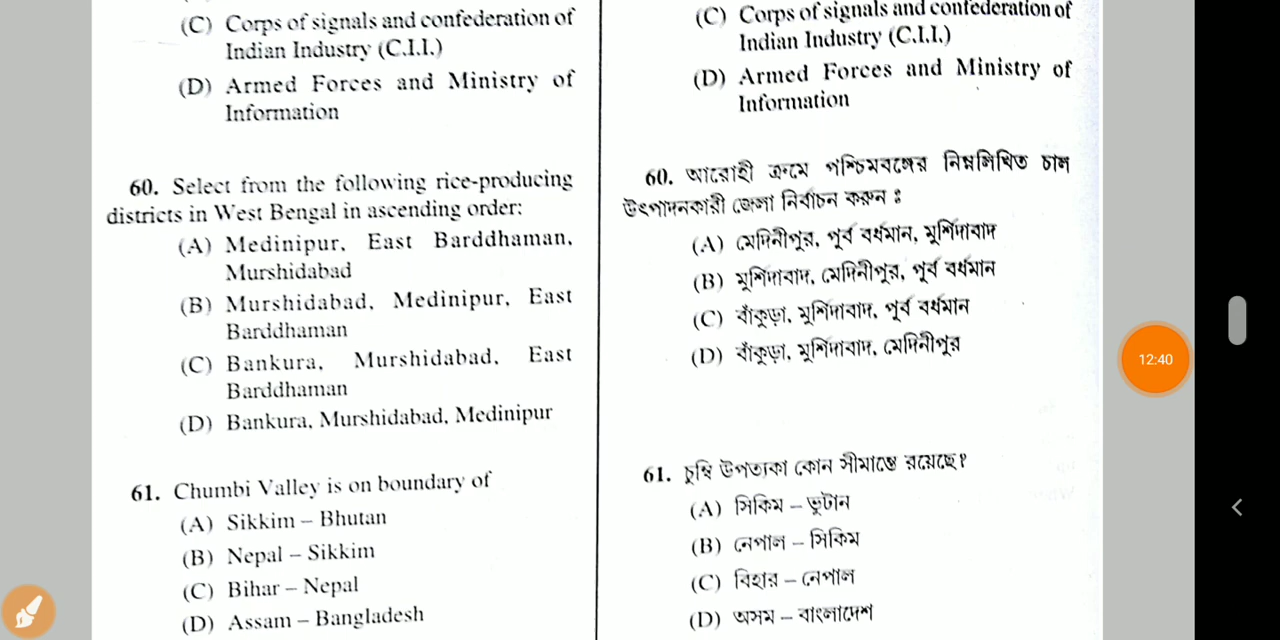 (C) Corps of signals and confederation of
Indian Industry (C.I.I.)
(D) Armed Forces and Ministry of
Information
60. Select from the following rice-producing
districts in West Bengal in ascending order:
(A) Medinipur, East Barddhaman,
Murshidabad
(B) Murshidabad, Medinipur, East
Barddhaman
(C) Bankura, Murshidabad, East
Barddhaman
(D) Bankura, Murshidabad, Medinipur
61. Chumbi Valley is on boundary of
(A) Sikkim – Bhutan
(B) Nepal – Sikkim
(C) Bihar – Nepal
(D) Assam – Bangladesh
(C) Corps of signals and confederation of
Indian Industry (C.I.I.)
(D) Armed Forces and Ministry of
Information
60. আরোহী ক্রমে পশ্চিমবঙ্গের নিম্নলিখিত চাল
উৎপাদনকারী জেলা নির্বাচন করুন :
(A) মেদিনীপুর, পূর্ব বর্ধমান, মুর্শিদাবাদ
(B) মুর্শিদাবাদ, মেদিনীপুর, পূর্ব বর্ধমান
(C) বাঁকুড়া, মুর্শিদাবাদ, পূর্ব বর্ধমান
(D) বাঁকুড়া, মুর্শিদাবাদ, মেদিনীপুর
61. চুম্বি উপত্যকা কোন সীমান্তে রয়েছে?
(A) সিকিম – ভুটান
(B) নেপাল – সিকিম
(C) বিহার – নেপাল
(D) অসম – বাংলাদেশ
12:40